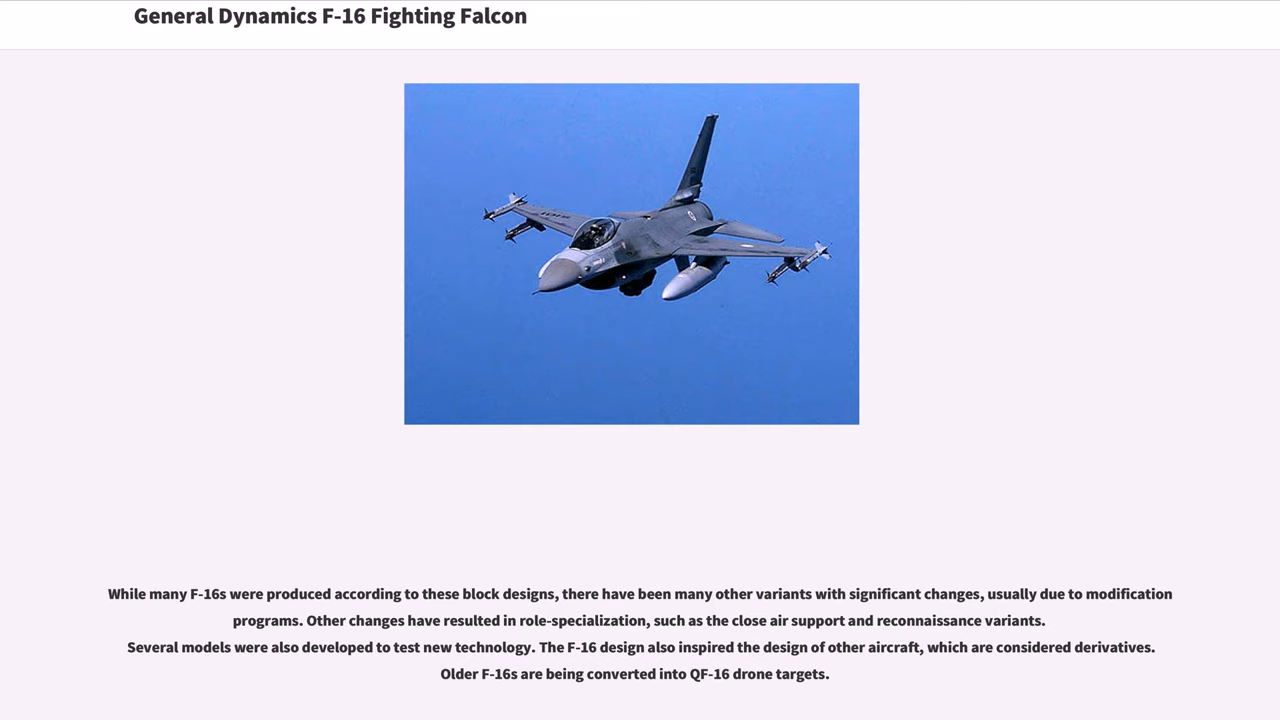 General Dynamics F-16 Fighting Falcon
While many F-16s were produced according to these block designs, there have been many other variants with significant changes, usually due to modification
programs. Other changes have resulted in role-specialization, such as the close air support and reconnaissance variants.
Several models were also developed to test new technology. The F-16 design also inspired the design of other aircraft, which are considered derivatives.
Older F-16s are being converted into QF-16 drone targets.